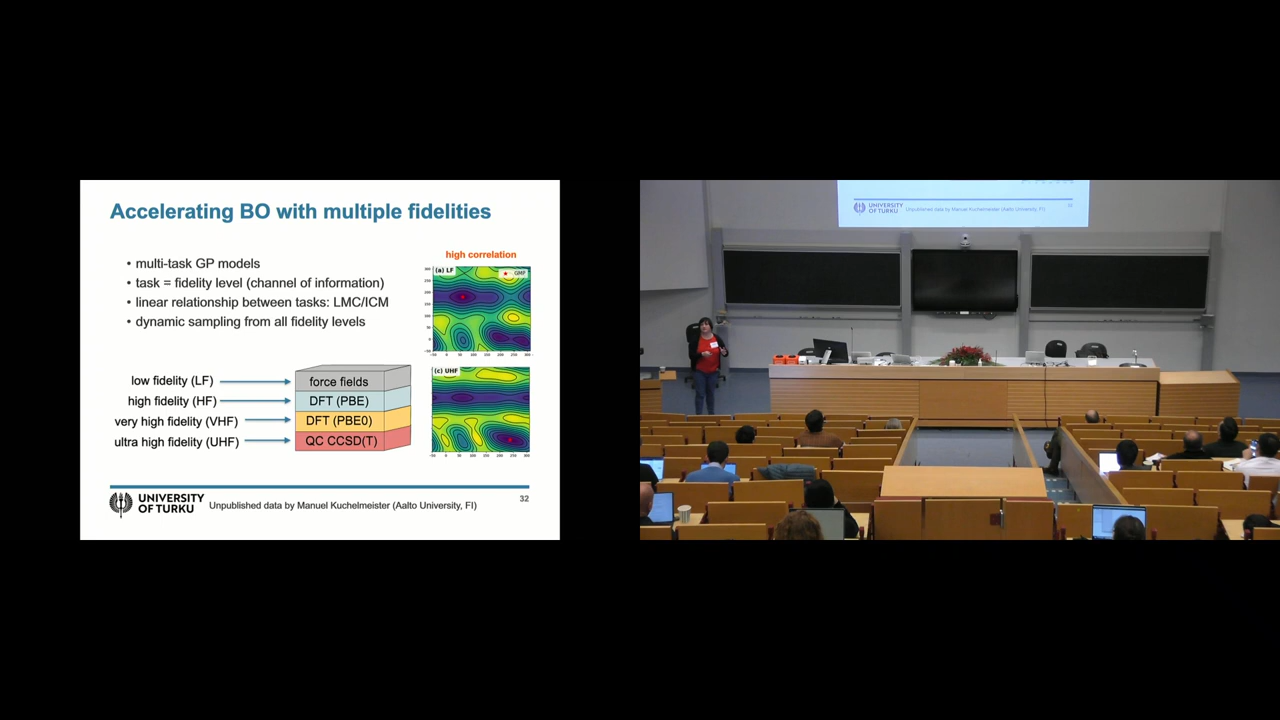 Accelerating BO with multiple fidelities
• multi-task GP models
• task = fidelity level (channel of information)
• linear relationship between tasks: LMC/ICM
• dynamic sampling from all fidelity levels
high correlation
(a) LF
GMP
(c) UHF
low fidelity (LF)
high fidelity (HF)
very high fidelity (VHF)
ultra high fidelity (UHF)
force fields
DFT (PBE)
DFT (PBE0)
QC CCSD(T)
UNIVERSITY
OF TURKU
Unpublished data by Manuel Kuchelmeister (Aalto University, FI)
32
UNIVERSITY
OF TURKU
Unpublished data by Manuel Kuchelmeister (Aalto University, FI)